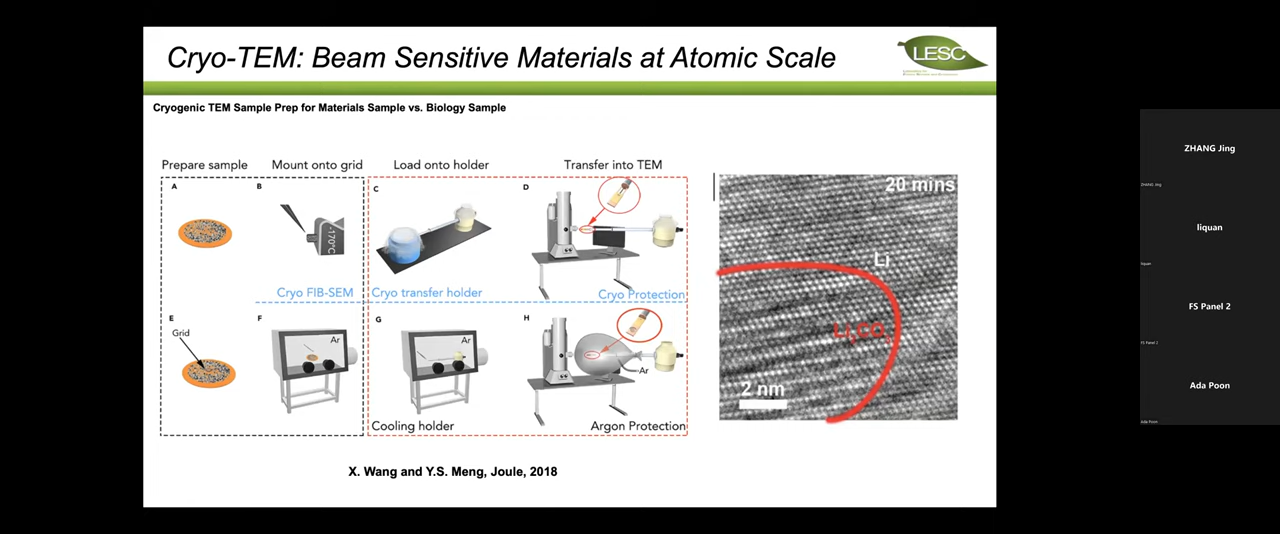 Cryo-TEM: Beam Sensitive Materials at Atomic Scale
LESC
Cryogenic TEM Sample Prep for Materials Sample vs. Biology Sample
Prepare sample
Mount onto grid
Load onto holder
Transfer into TEM
A
B
C
D
-170°C
Cryo FIB-SEM
Cryo transfer holder
Cryo Protection
E
F
G
H
Grid
Ar
Ar
Ar
Cooling holder
Argon Protection
20 mins
Li
Li₂CO₃
2 nm
X. Wang and Y.S. Meng, Joule, 2018
ZHANG Jing
ZHANG Jing
liquan
liquan
FS Panel 2
FS Panel 2
Ada Poon
Ada Poon